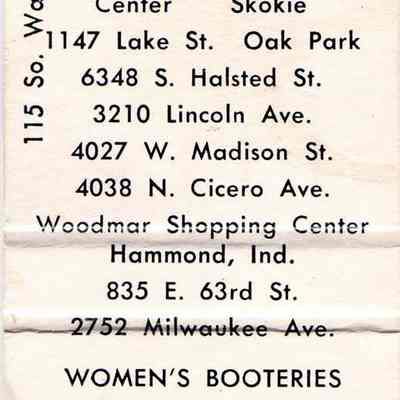 Center Skokie
1147 Lake St. Oak Park
6348 S. Halsted St.
3210 Lincoln Ave.
4027 W. Madison St.
4038 N. Cicero Ave.
Woodmar Shopping Center
Hammond, Ind.
835 E. 63rd St.
2752 Milwaukee Ave.
WOMEN'S BOOTERIES
115 So.